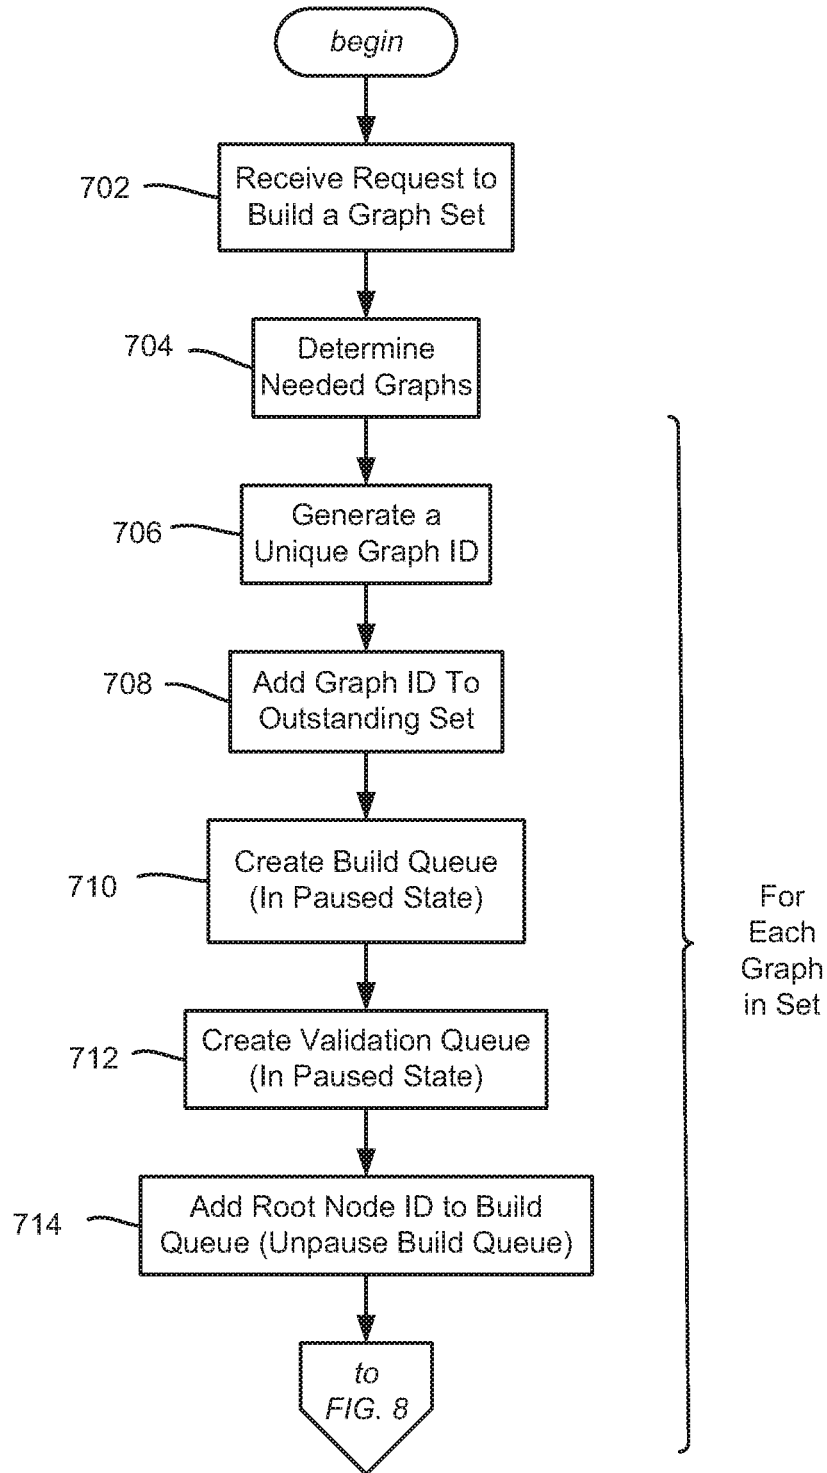 begin
702
Receive Request to
Build a Graph Set
704
Determine
Needed Graphs
706
Generate a
Unique Graph ID
708
Add Graph ID To
Outstanding Set
710
Create Build Queue
(In Paused State)
For
Each
Graph
in Set
712
Create Validation Queue
(In Paused State)
714
Add Root Node ID to Build
Queue (Unpause Build Queue)
to
FIG. 8